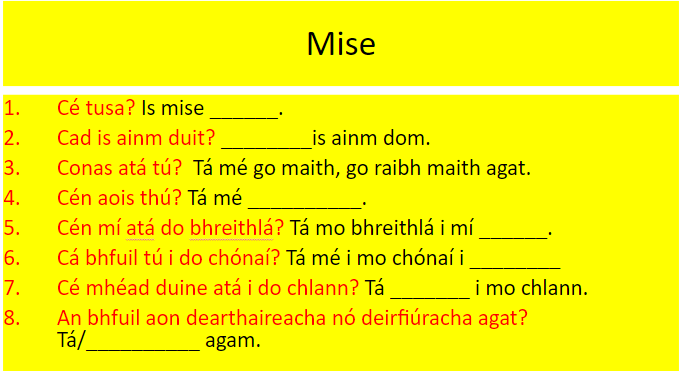 Mise
1. Cé tusa? Is mise ______.
2. Cad is ainm duit? ________is ainm dom.
3. Conas atá tú?  Tá mé go maith, go raibh maith agat.
4. Cén aois thú? Tá mé __________.
5. Cén mí atá do bhreithlá? Tá mo bhreithlá i mí ______.
6. Cá bhfuil tú i do chónaí? Tá mé i mo chónaí i ________
7. Cé mhéad duine atá i do chlann? Tá _______ i mo chlann.
8. An bhfuil aon dearthaireacha nó deirfiúracha agat?
Tá/__________ agam.